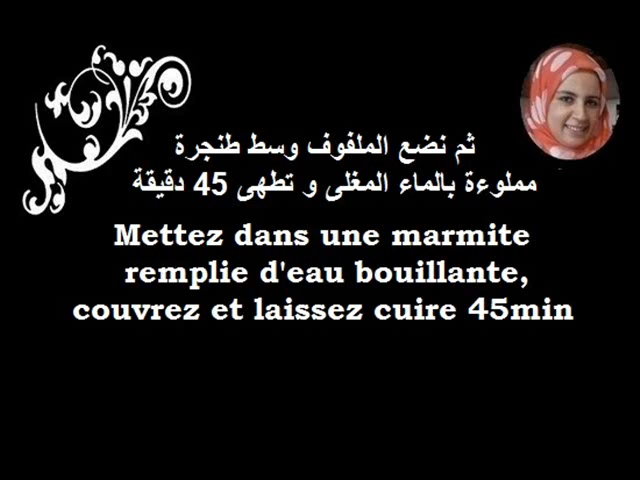 ثم نضع الملفوف وسط طنجرة
مملوءة بالماء المغلى و تطهى 45 دقيقة
Mettez dans une marmite
remplie d'eau bouillante,
couvrez et laissez cuire 45min